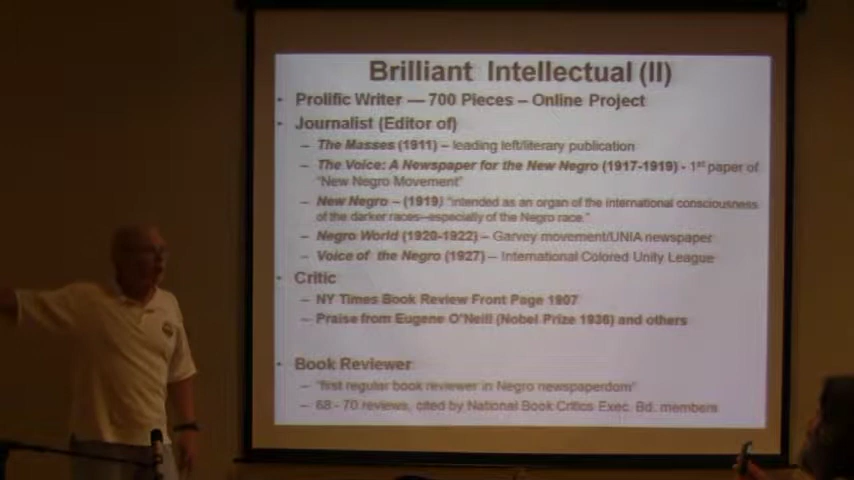 Brilliant Intellectual (II)
• Prolific Writer — 700 Pieces – Online Project
• Journalist (Editor of)
– The Masses (1911) – leading left/literary publication
– The Voice: A Newspaper for the New Negro (1917-1919) - 1st paper of
"New Negro Movement"
– New Negro – (1919) "intended as an organ of the international consciousness
of the darker races–especially of the Negro race."
– Negro World (1920-1922) – Garvey movement/UNIA newspaper
– Voice of the Negro (1927) – International Colored Unity League
• Critic
– NY Times Book Review Front Page 1907
– Praise from Eugene O'Neill (Nobel Prize 1936) and others
• Book Reviewer
– "first regular book reviewer in Negro newspaperdom"
– 68 - 70 reviews, cited by National Book Critics Exec. Bd. members